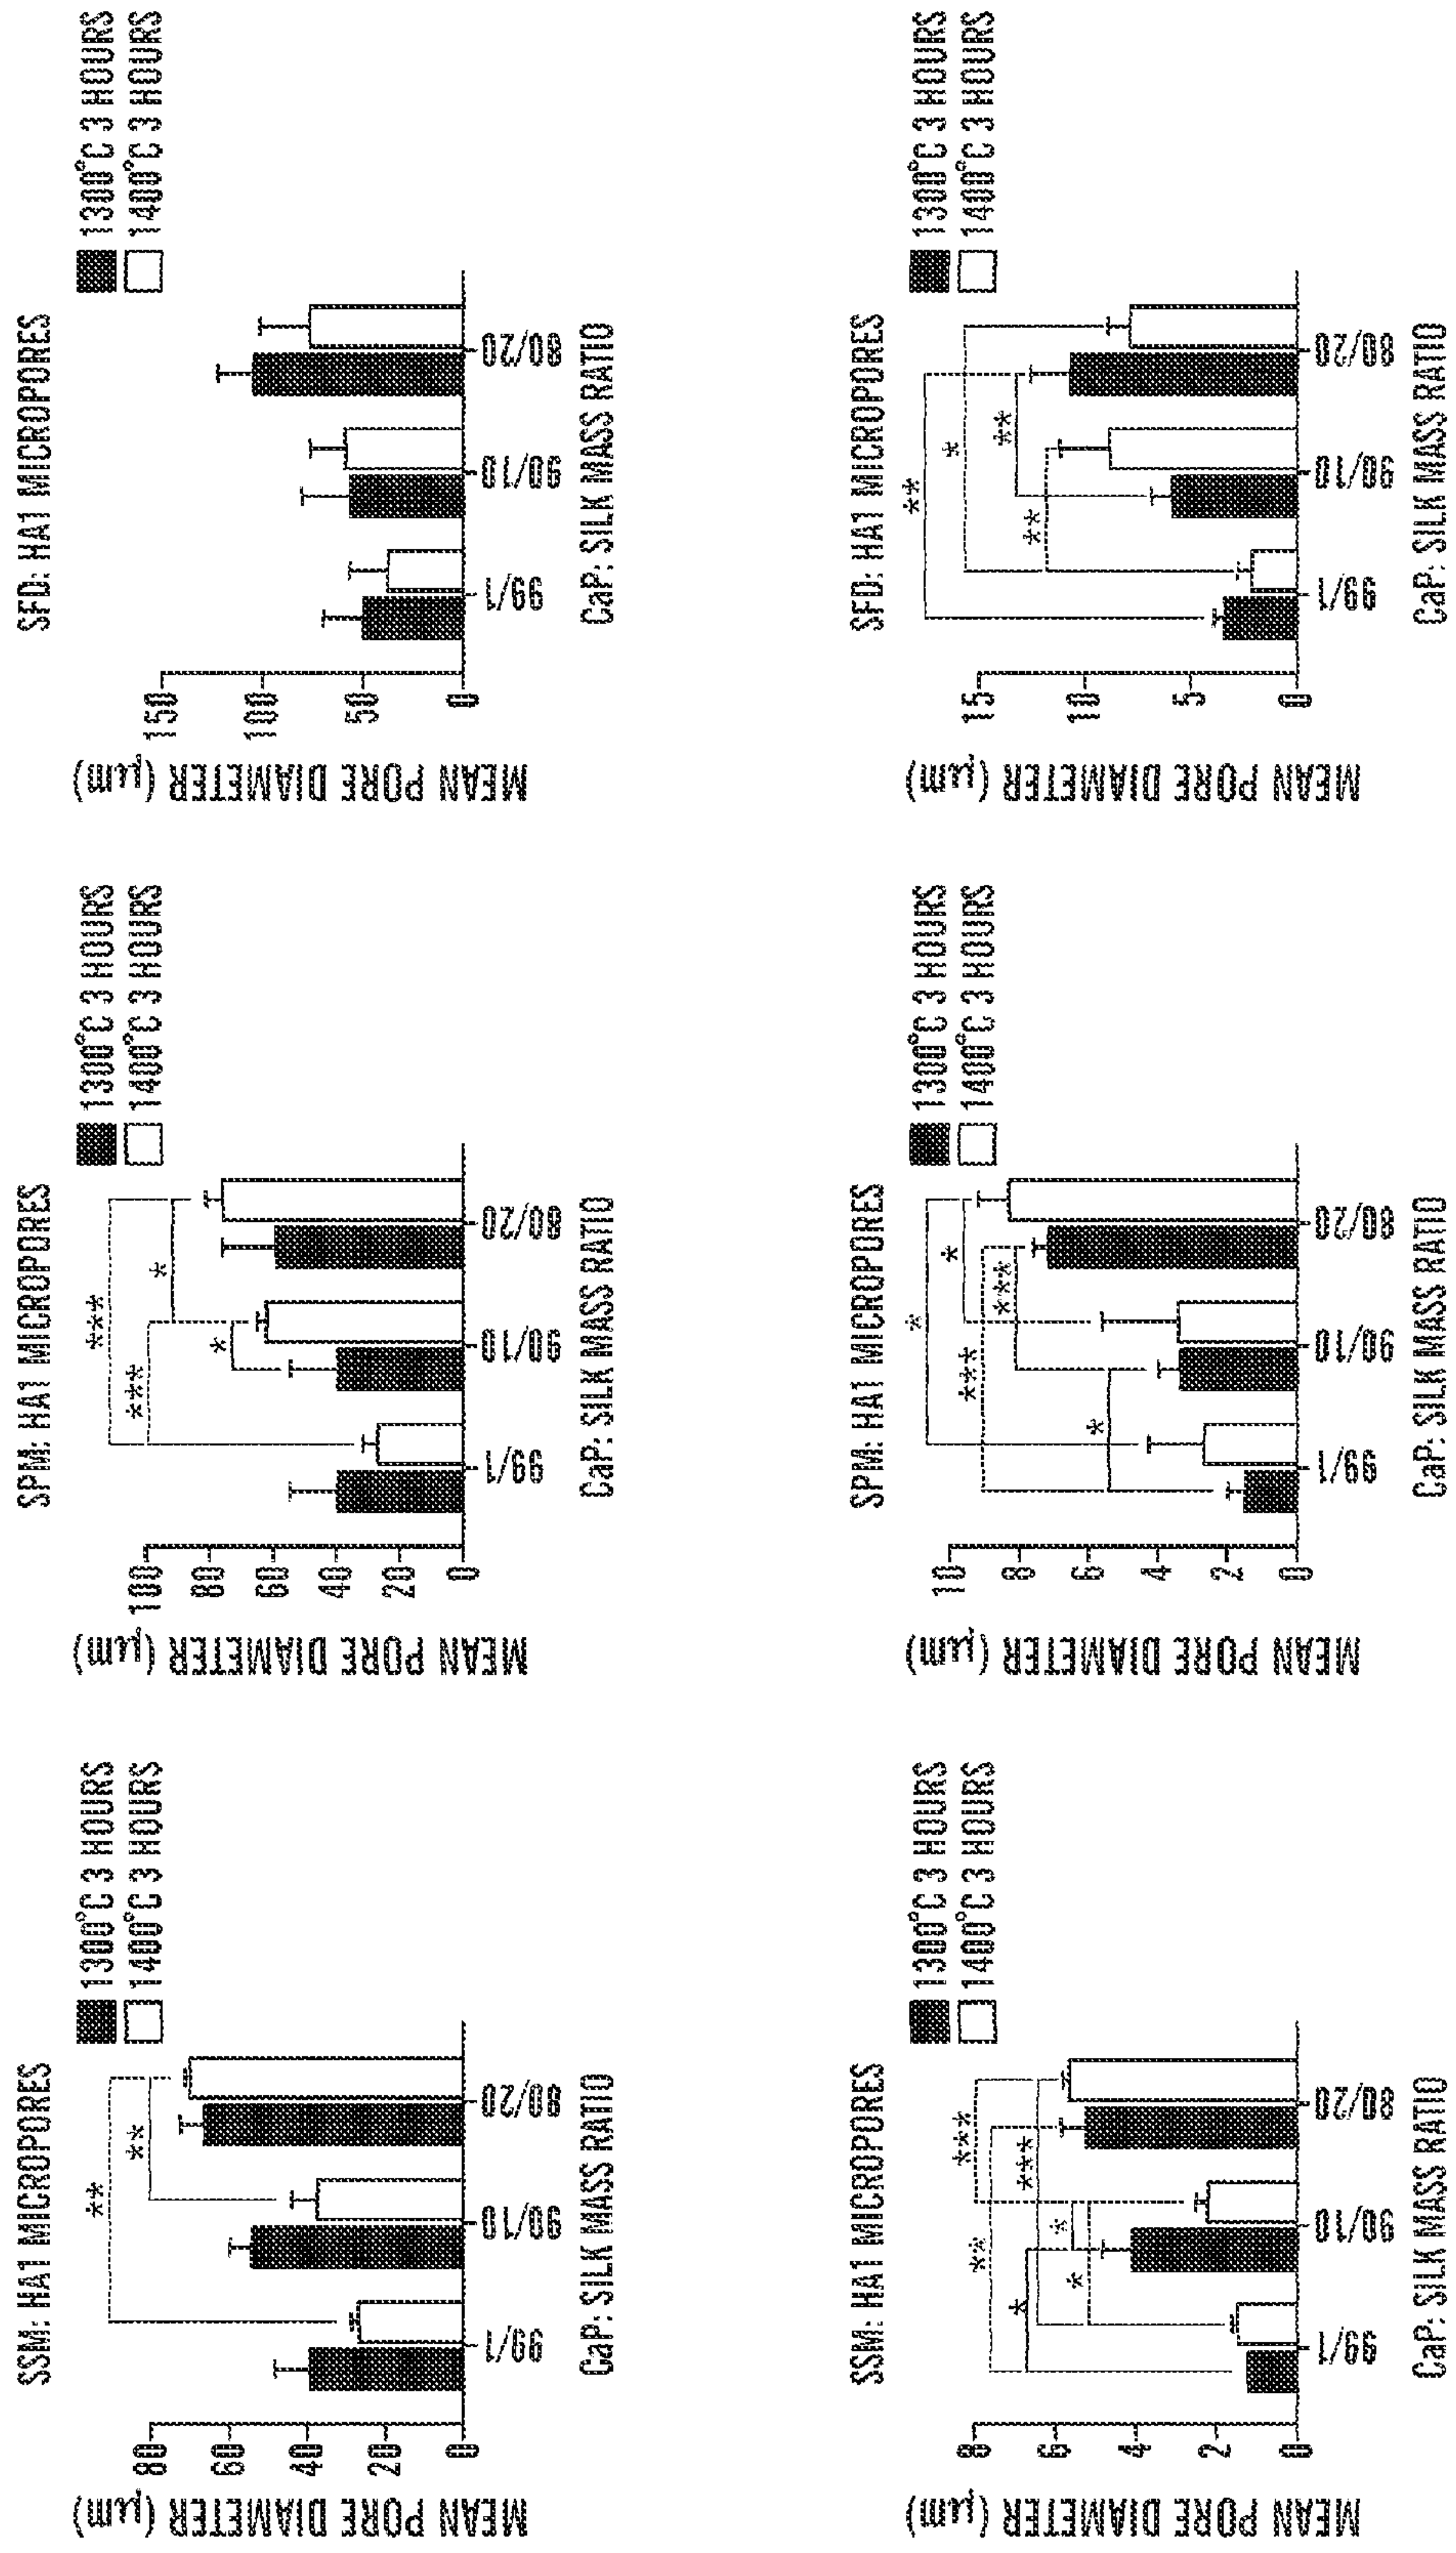 SSM: HA1 MICROPORES
1300°C 3 HOURS
1400°C 3 HOURS
**
**
MEAN PORE DIAMETER (μm)
80
60
40
20
0
99/1
90/10
80/20
CaP: SILK MASS RATIO
SPM: HA1 MICROPORES
1300°C 3 HOURS
1400°C 3 HOURS
***
***
*
*
MEAN PORE DIAMETER (μm)
100
80
60
40
20
0
99/1
90/10
80/20
CaP: SILK MASS RATIO
SFD: HA1 MICROPORES
1300°C 3 HOURS
1400°C 3 HOURS
MEAN PORE DIAMETER (μm)
150
100
50
0
99/1
90/10
80/20
CaP: SILK MASS RATIO
SSM: HA1 MICROPORES
1300°C 3 HOURS
1400°C 3 HOURS
***
**
*
***
*
*
MEAN PORE DIAMETER (μm)
8
6
4
2
0
99/1
90/10
80/20
CaP: SILK MASS RATIO
SPM: HA1 MICROPORES
1300°C 3 HOURS
1400°C 3 HOURS
*
*
***
***
*
MEAN PORE DIAMETER (μm)
10
8
6
4
2
0
99/1
90/10
80/20
CaP: SILK MASS RATIO
SFD: HA1 MICROPORES
1300°C 3 HOURS
1400°C 3 HOURS
**
*
**
**
MEAN PORE DIAMETER (μm)
15
10
5
0
99/1
90/10
80/20
CaP: SILK MASS RATIO